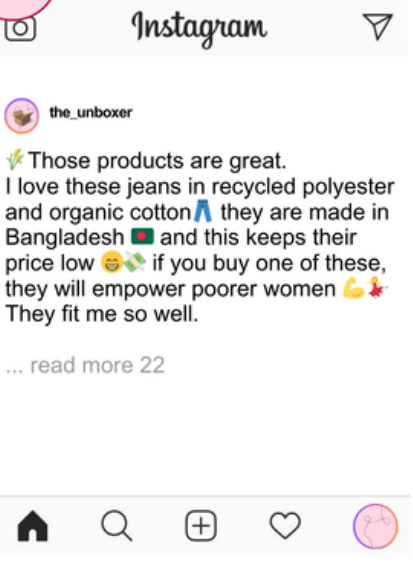 Instagram
the_unboxer
🌾Those products are great.
I love these jeans in recycled polyester
and organic cotton👖 they are made in
Bangladesh 🇧🇩 and this keeps their
price low 😁💸 if you buy one of these,
they will empower poorer women 💪💃
They fit me so well.
... read more 22